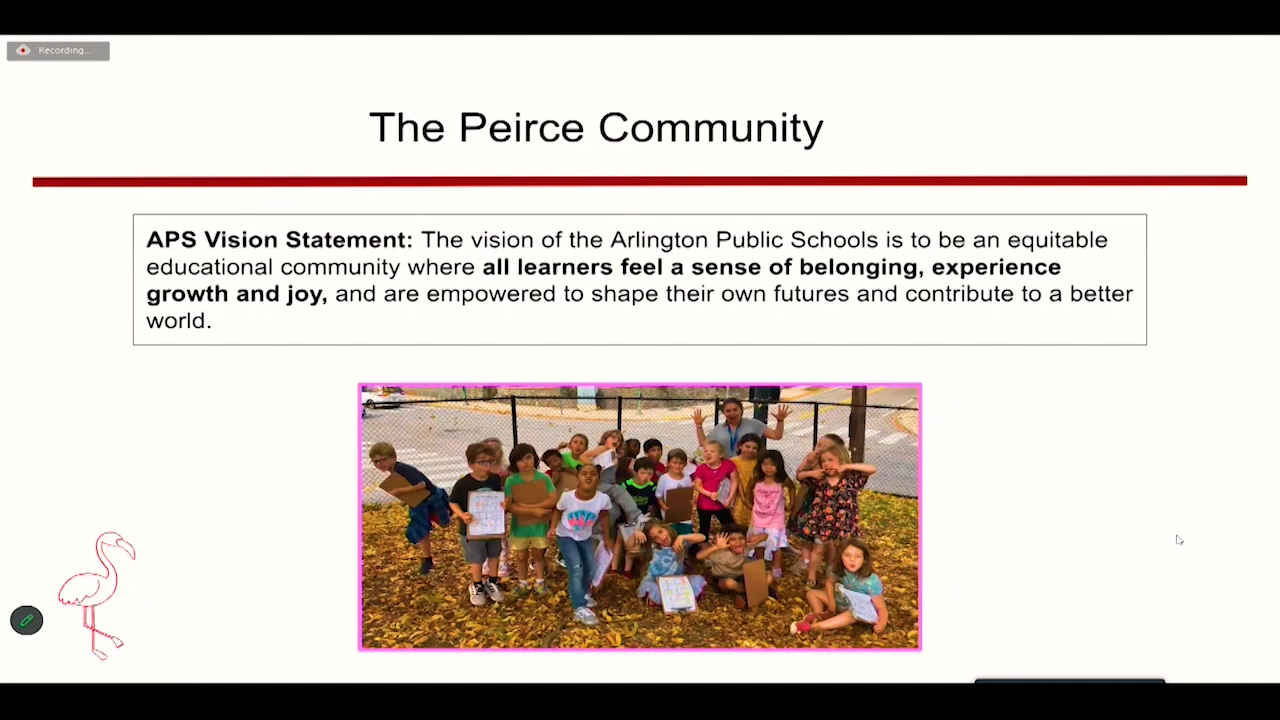 Recording...
The Peirce Community
APS Vision Statement: The vision of the Arlington Public Schools is to be an equitable
educational community where all learners feel a sense of belonging, experience
growth and joy, and are empowered to shape their own futures and contribute to a better
world.